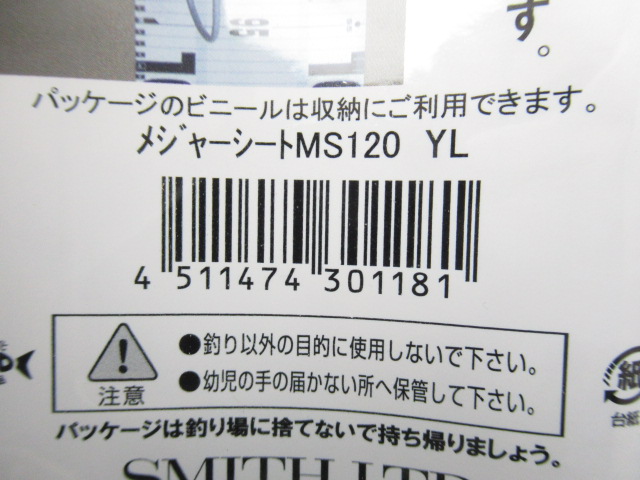 す。
パッケージのビニールは収納にご利用できます。
メジャーシートMS120 YL
4 511474 301181
注意
●釣り以外の目的に使用しないで下さい。
●幼児の手の届かない所へ保管して下さい。
紙
台紙
パッケージは釣り場に捨てないで持ち帰りましょう。
SMITH LTD